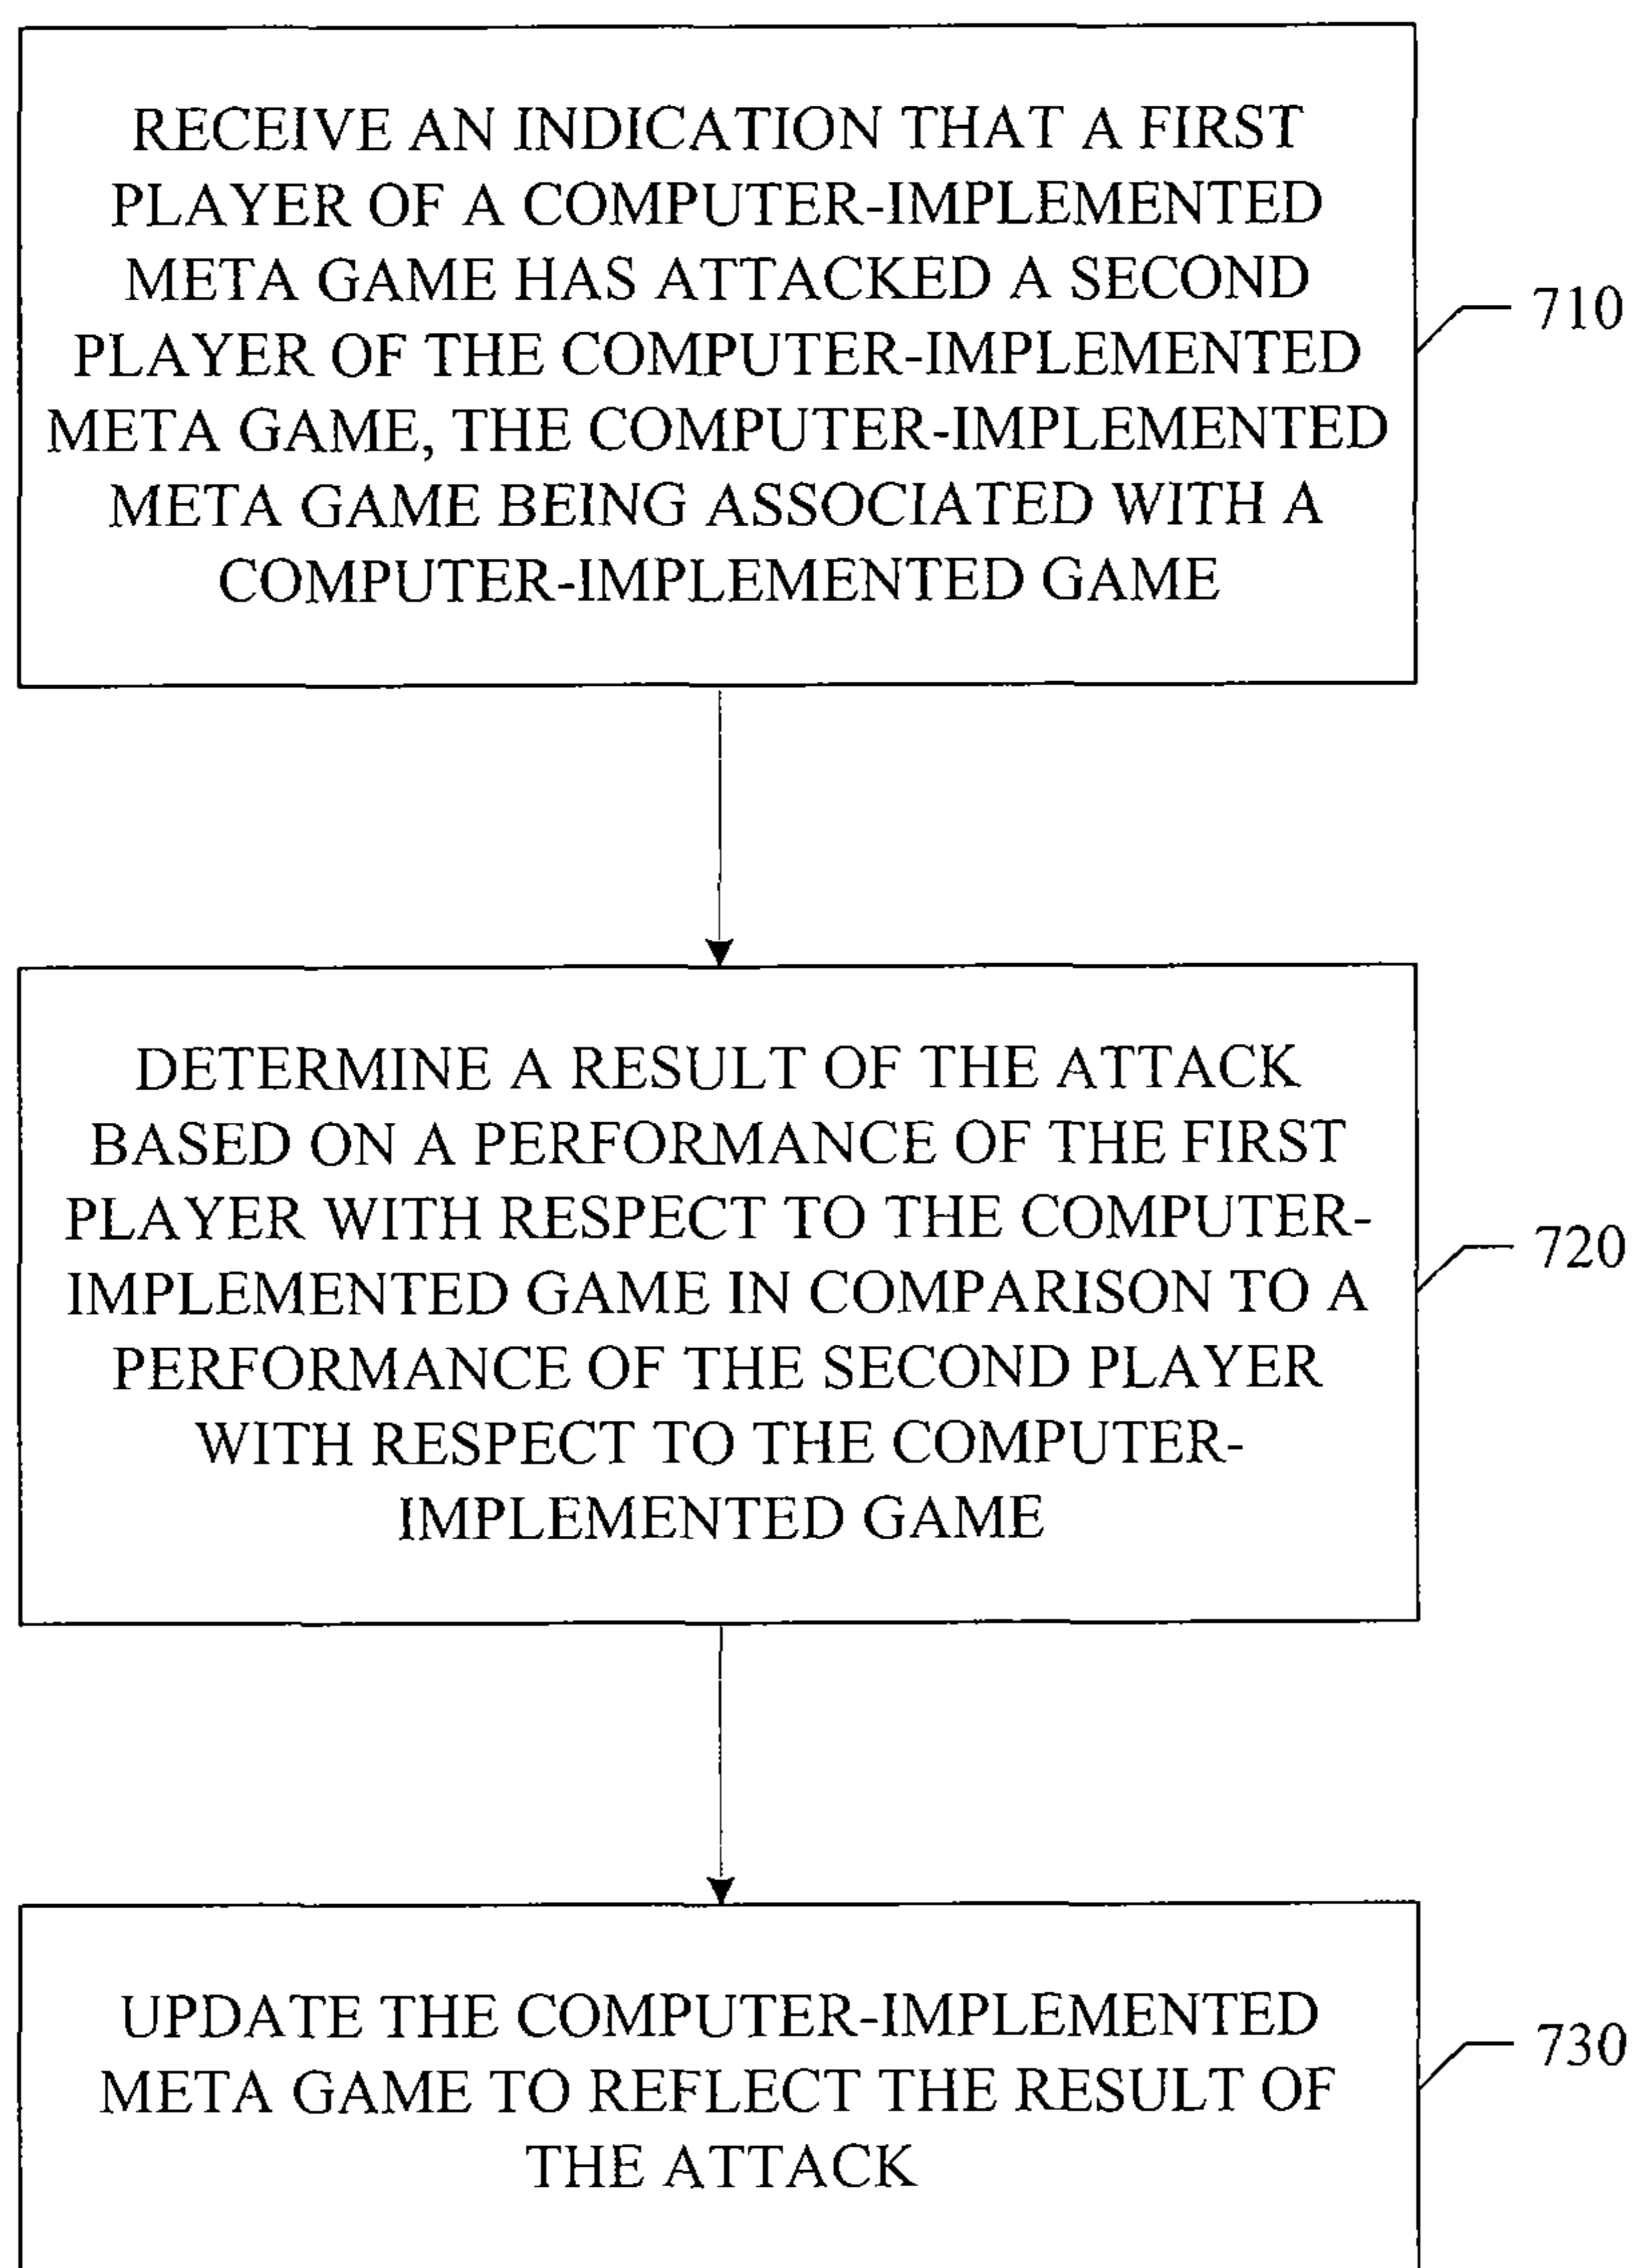 RECEIVE AN INDICATION THAT A FIRST
PLAYER OF A COMPUTER-IMPLEMENTED
META GAME HAS ATTACKED A SECOND
PLAYER OF THE COMPUTER-IMPLEMENTED
META GAME, THE COMPUTER-IMPLEMENTED
META GAME BEING ASSOCIATED WITH A
COMPUTER-IMPLEMENTED GAME
710
DETERMINE A RESULT OF THE ATTACK
BASED ON A PERFORMANCE OF THE FIRST
PLAYER WITH RESPECT TO THE COMPUTER-
IMPLEMENTED GAME IN COMPARISON TO A
PERFORMANCE OF THE SECOND PLAYER
WITH RESPECT TO THE COMPUTER-
IMPLEMENTED GAME
720
UPDATE THE COMPUTER-IMPLEMENTED
META GAME TO REFLECT THE RESULT OF
THE ATTACK
730